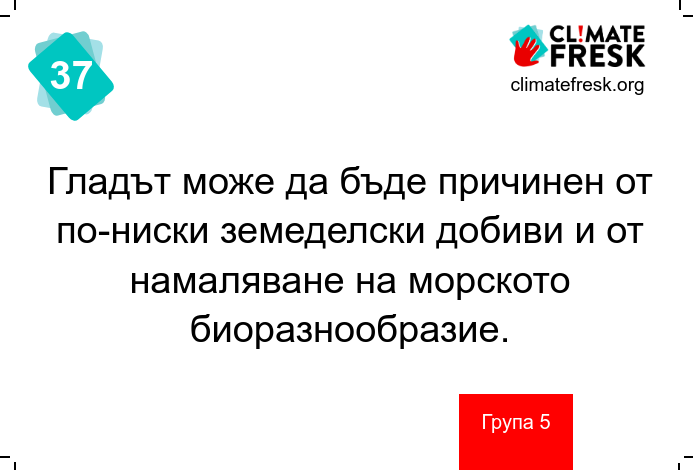 37
CL!MATE
FRESK
climatefresk.org
Гладът може да бъде причинен от
по-ниски земеделски добиви и от
намаляване на морското
биоразнообразие.
Група 5